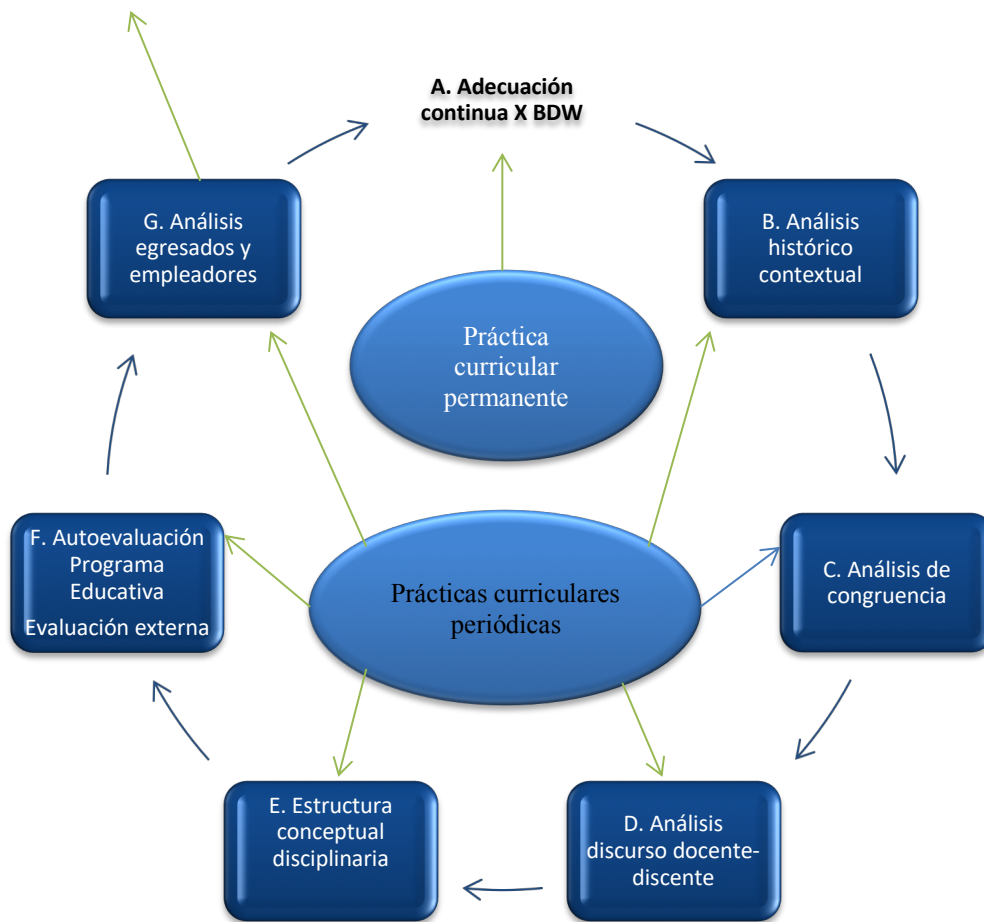 A. Adecuación
continua X BDW
G. Análisis
egresados y
empleadores
B. Análisis
histórico
contextual
Práctica
curricular
permanente
F. Autoevaluación
Programa
Educativa
Evaluación externa
Prácticas curriculares
periódicas
C. Análisis de
congruencia
E. Estructura
conceptual
disciplinaria
D. Análisis
discurso docente-
discente